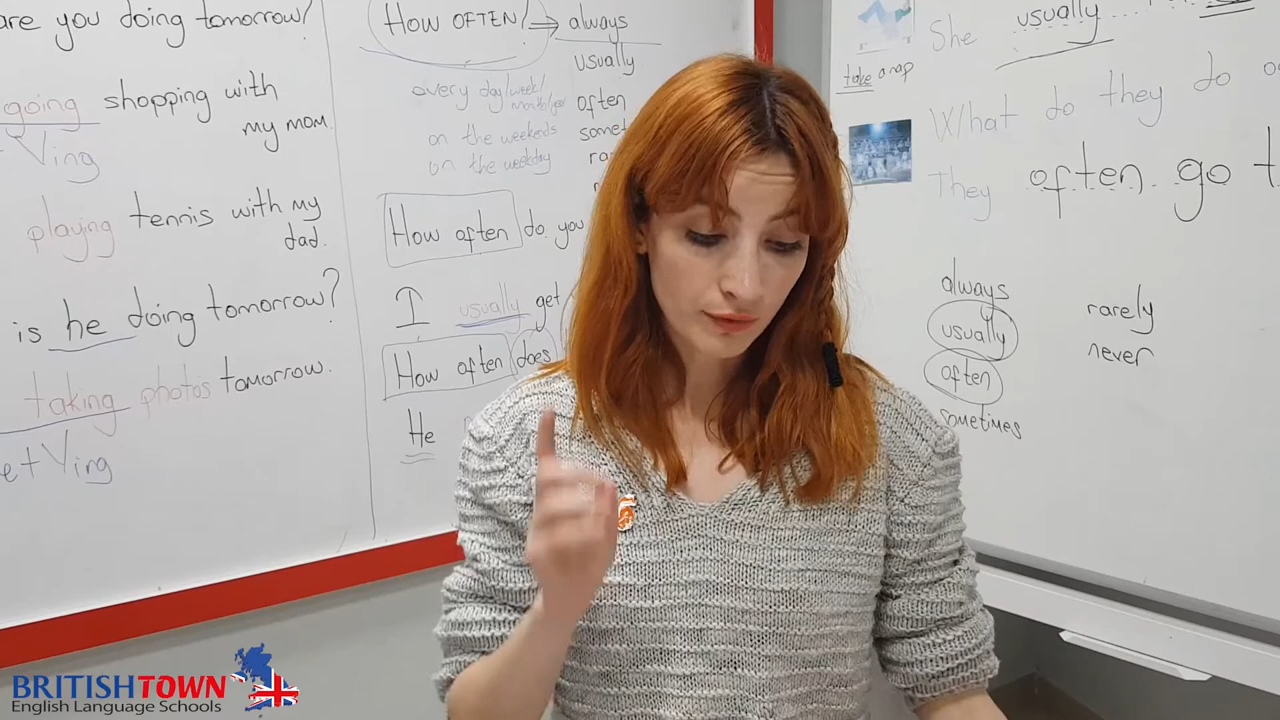 are you doing tomorrow?
going shopping with
my mom.
Ving
playing tennis with my
dad.
is he doing tomorrow?
taking photos tomorrow.
et Ving
How OFTEN? → always
usually
every day/week/
month/year
often
on the weekends
on the weekday
How often do you
I usually get
How often does
He
take a nap
She usually
What do they do
They often go
always
usually
often
sometimes
rarely
never
6
BRITISHTOWN
English Language Schools